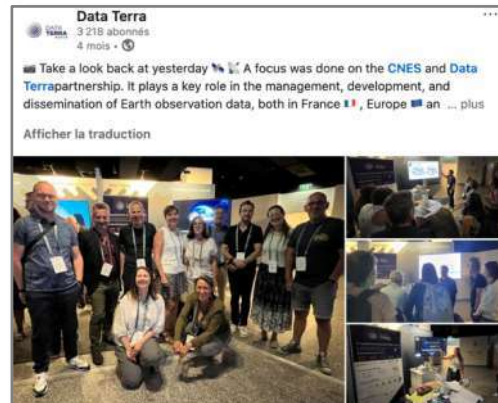 Data Terra
3 218 abonnés
4 mois •
Take a look back at yesterday A focus was done on the CNES and Data
Terrapartnership. It plays a key role in the management, development, and
dissemination of Earth observation data, both in France , Europe an ... plus
Afficher la traduction
DATA
TERRA